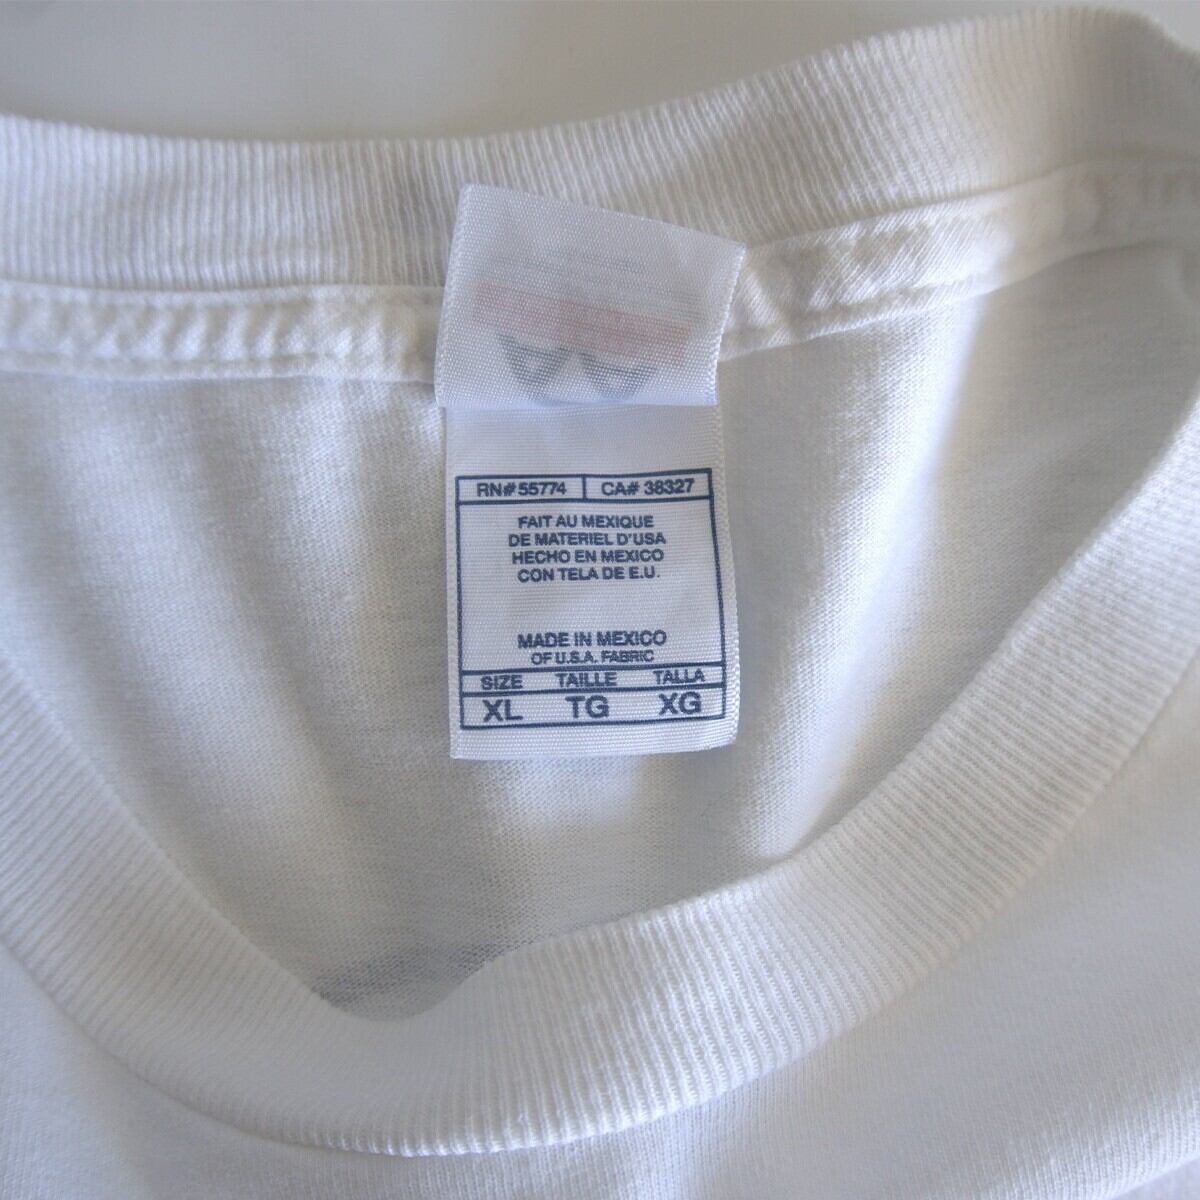 RN# 55774 CA# 38327
FAIT AU MEXIQUE
DE MATERIEL D'USA
HECHO EN MEXICO
CON TELA DE E.U.
MADE IN MEXICO
OF U.S.A. FABRIC
SIZE TAILLE TALLA
XL TG XG